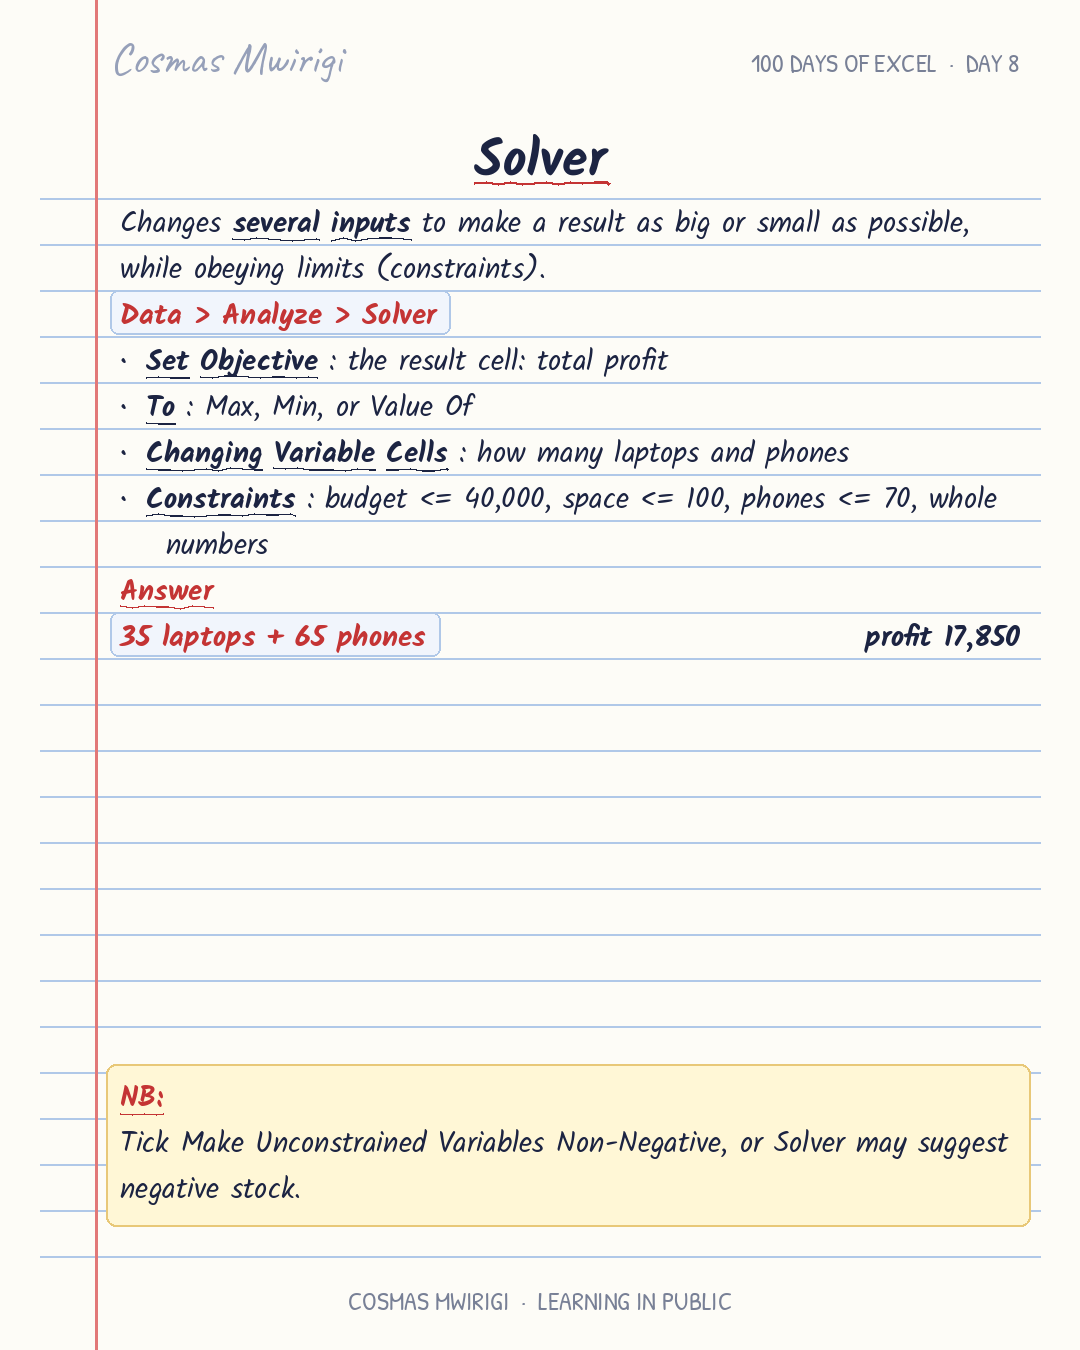 Cosmas Mwirigi
100 DAYS OF EXCEL · DAY 8
Solver
Changes several inputs to make a result as big or small as possible,
while obeying limits (constraints).
Data > Analyze > Solver
· Set Objective : the result cell: total profit
· To : Max, Min, or Value Of
· Changing Variable Cells : how many laptops and phones
· Constraints : budget <= 40,000, space <= 100, phones <= 70, whole
numbers
Answer
35 laptops + 65 phones profit 17,850
NB:
Tick Make Unconstrained Variables Non-Negative, or Solver may suggest
negative stock.
COSMAS MWIRIGI · LEARNING IN PUBLIC